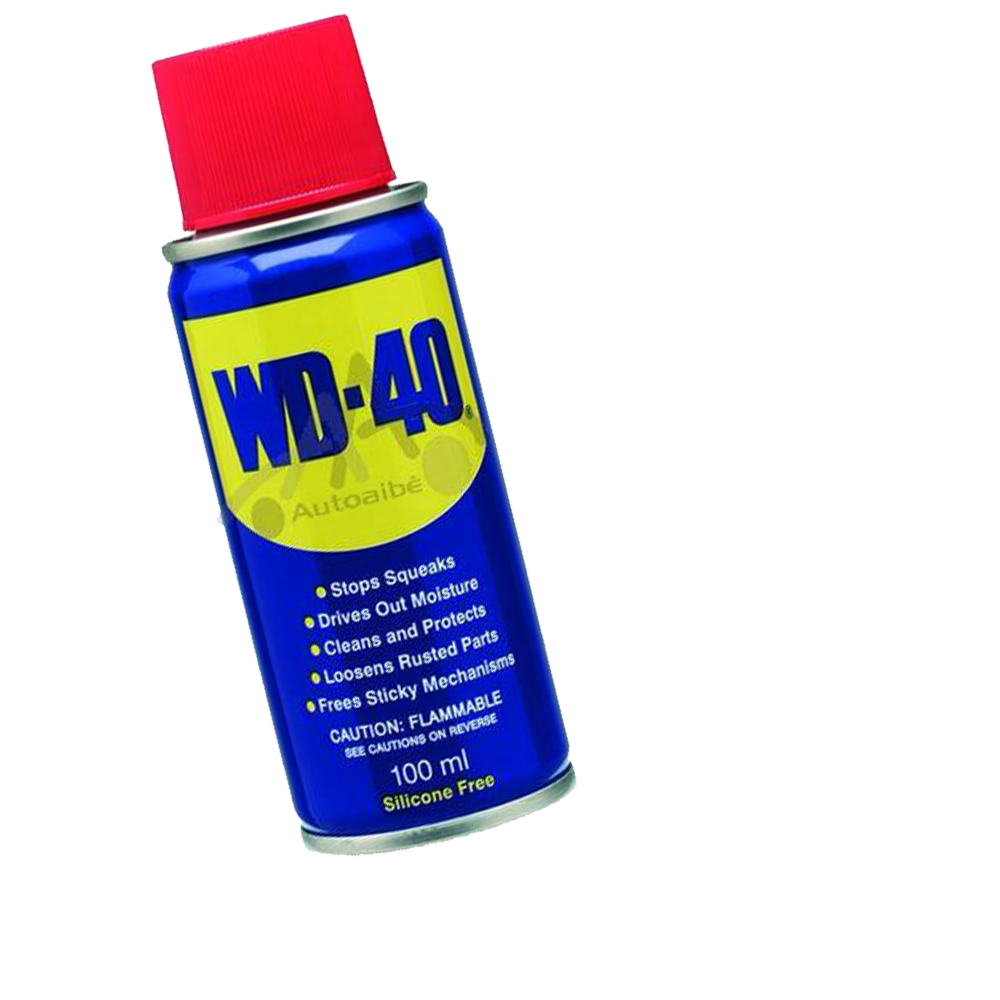 WD-40®
Autoaibė
• Stops Squeaks
• Drives Out Moisture
• Cleans and Protects
• Loosens Rusted Parts
• Frees Sticky Mechanisms
CAUTION: FLAMMABLE
SEE CAUTIONS ON REVERSE
100 ml
Silicone Free